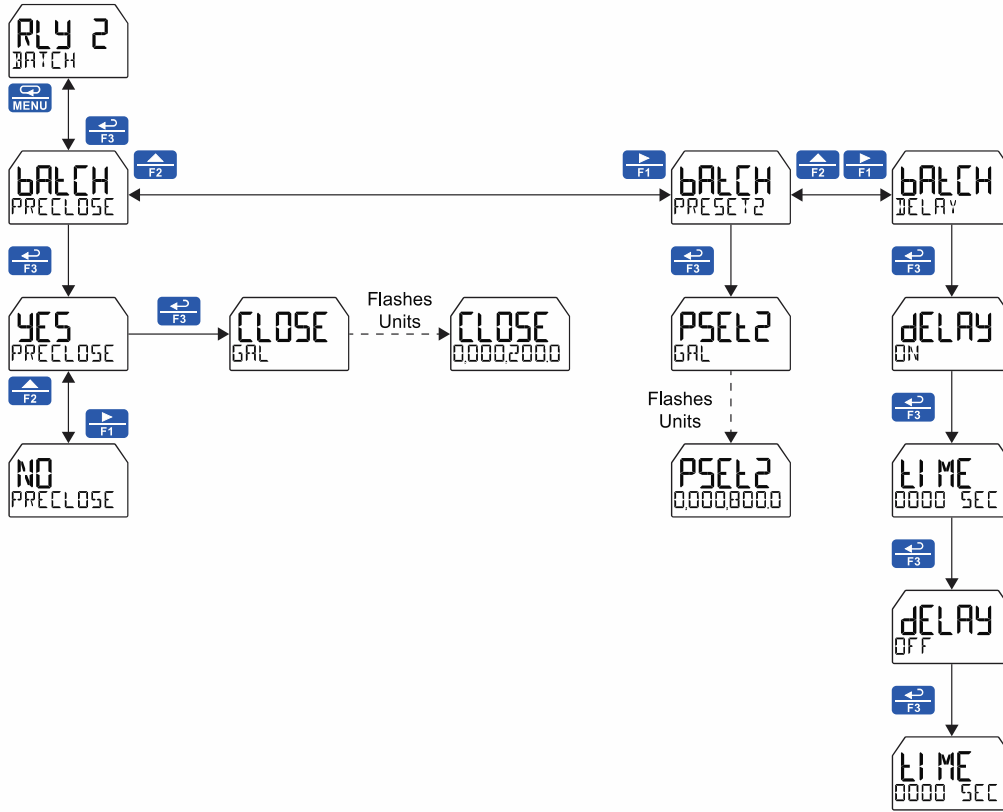 RLY 2
BATCH
MENU
F3
bAtCH
PRECLOSE
F2
F1
bAtCH
PRESET2
F2
F1
bAtCH
DELAY
F3
F3
F3
YES
PRECLOSE
F3
CLOSE
GAL
Flashes
Units
CLOSE
0,000,200.0
PSEt2
GAL
dELAY
ON
F2
F1
Flashes
Units
F3
NO
PRECLOSE
PSEt2
0,000,800.0
tIME
0000 SEC
F3
dELAY
OFF
F3
tIME
0000 SEC